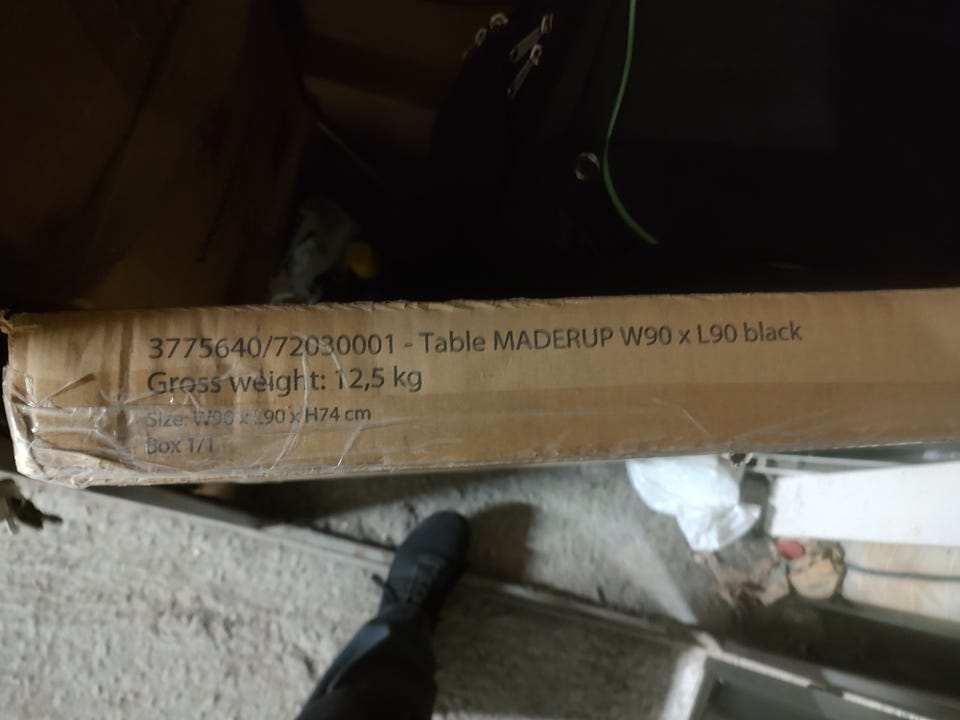 3775640/72030001 - Table MADERUP W90 x L90 black
Gross weight: 12,5 kg
Size: W90 x L90 x H74 cm
Box 1/1